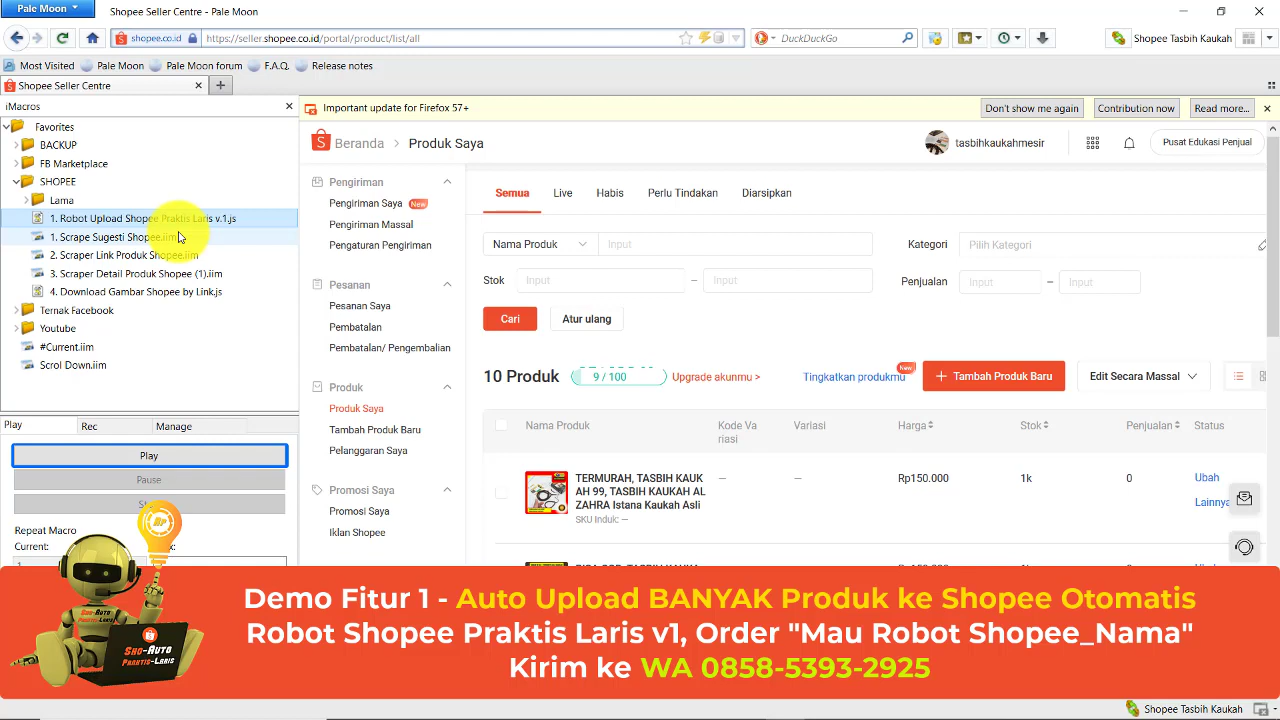 Pale Moon
Shopee Seller Centre - Pale Moon
shopee.co.id
https://seller.shopee.co.id/portal/product/list/all
DuckDuckGo
Shopee Tasbih Kaukah
Most Visited
Pale Moon
Pale Moon forum
F.A.Q.
Release notes
Shopee Seller Centre
iMacros
Favorites
BACKUP
FB Marketplace
SHOPEE
Lama
1. Robot Upload Shopee Praktis Laris v.1.js
1. Scrape Sugesti Shopee.iim
2. Scraper Link Produk Shopee.iim
3. Scraper Detail Produk Shopee (1).iim
4. Download Gambar Shopee by Link.js
Ternak Facebook
Youtube
#Current.iim
Scrol Down.iim
Play
Rec
Manage
Play
Pause
Repeat Macro
Current:
Important update for Firefox 57+
Don't show me again
Contribution now
Read more...
Beranda > Produk Saya
tasbihkaukahmesir
Pusat Edukasi Penjual
Pengiriman
Pengiriman Saya
New
Pengiriman Massal
Pengaturan Pengiriman
Pesanan
Pesanan Saya
Pembatalan
Pembatalan/ Pengembalian
Produk
Produk Saya
Tambah Produk Baru
Pelanggaran Saya
Promosi Saya
Promosi Saya
Iklan Shopee
Semua
Live
Habis
Perlu Tindakan
Diarsipkan
Nama Produk
Input
Kategori
Pilih Kategori
Stok
Input
–
Input
Penjualan
Input
–
Input
Cari
Atur ulang
10 Produk
9 / 100
Upgrade akunmu >
Tingkatkan produkmu
New
+ Tambah Produk Baru
Edit Secara Massal
Nama Produk
Kode Va
riasi
Variasi
Harga
Stok
Penjualan
Status
TERMURAH, TASBIH KAUK
AH 99, TASBIH KAUKAH AL
ZAHRA Istana Kaukah Asli
SKU Induk: —
—
—
Rp150.000
1k
0
Ubah
Lainnya
BP
SHO-AUTO
PRAKTIS-LARIS
Demo Fitur 1 - Auto Upload BANYAK Produk ke Shopee Otomatis
Robot Shopee Praktis Laris v1, Order "Mau Robot Shopee_Nama"
Kirim ke WA 0858-5393-2925
Shopee Tasbih Kaukah